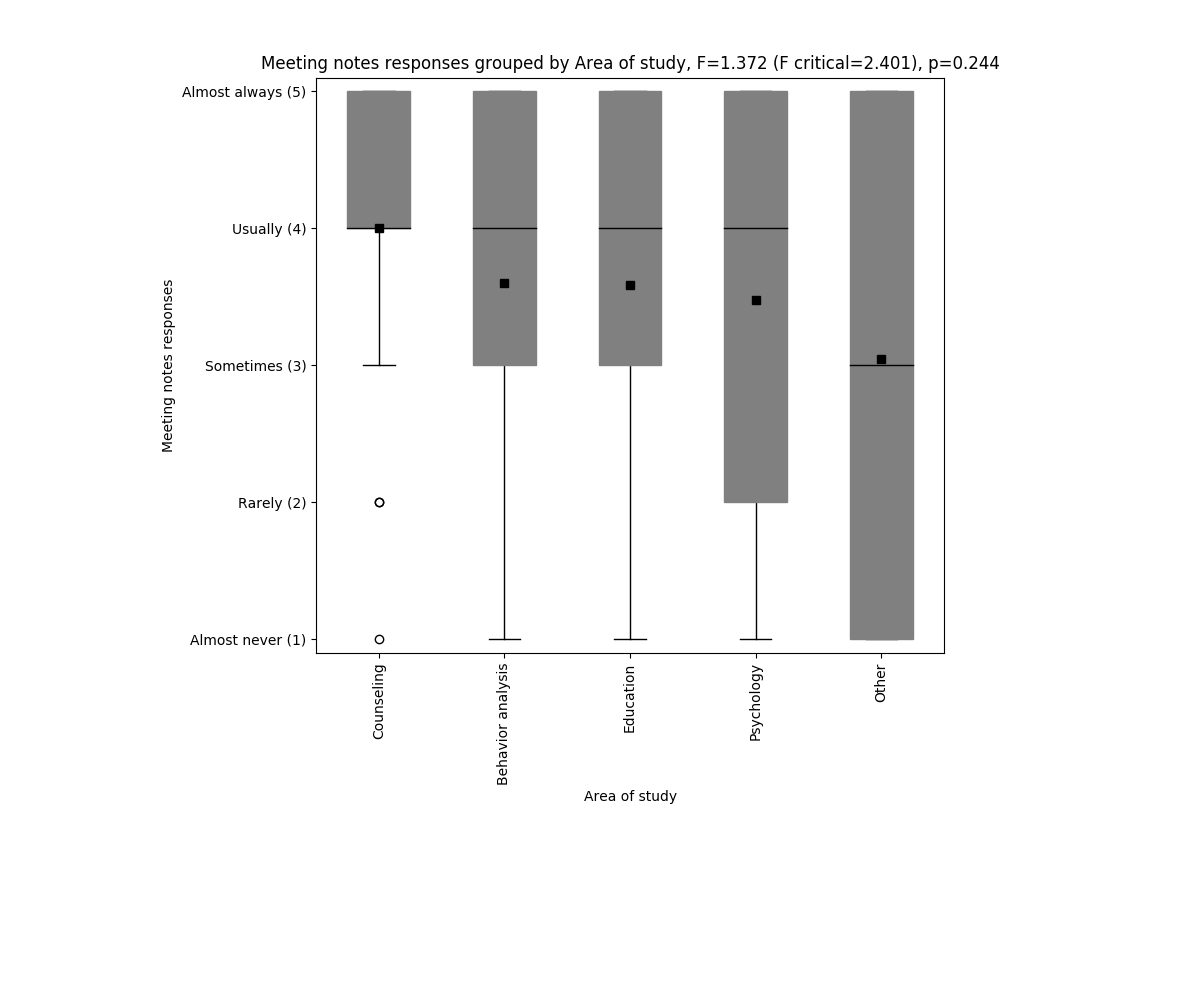 Meeting notes responses grouped by Area of study, F=1.372 (F critical=2.401), p=0.244
Almost always (5)
Usually (4)
Sometimes (3)
Rarely (2)
Almost never (1)
Meeting notes responses
Counseling
Behavior analysis
Education
Psychology
Other
Area of study